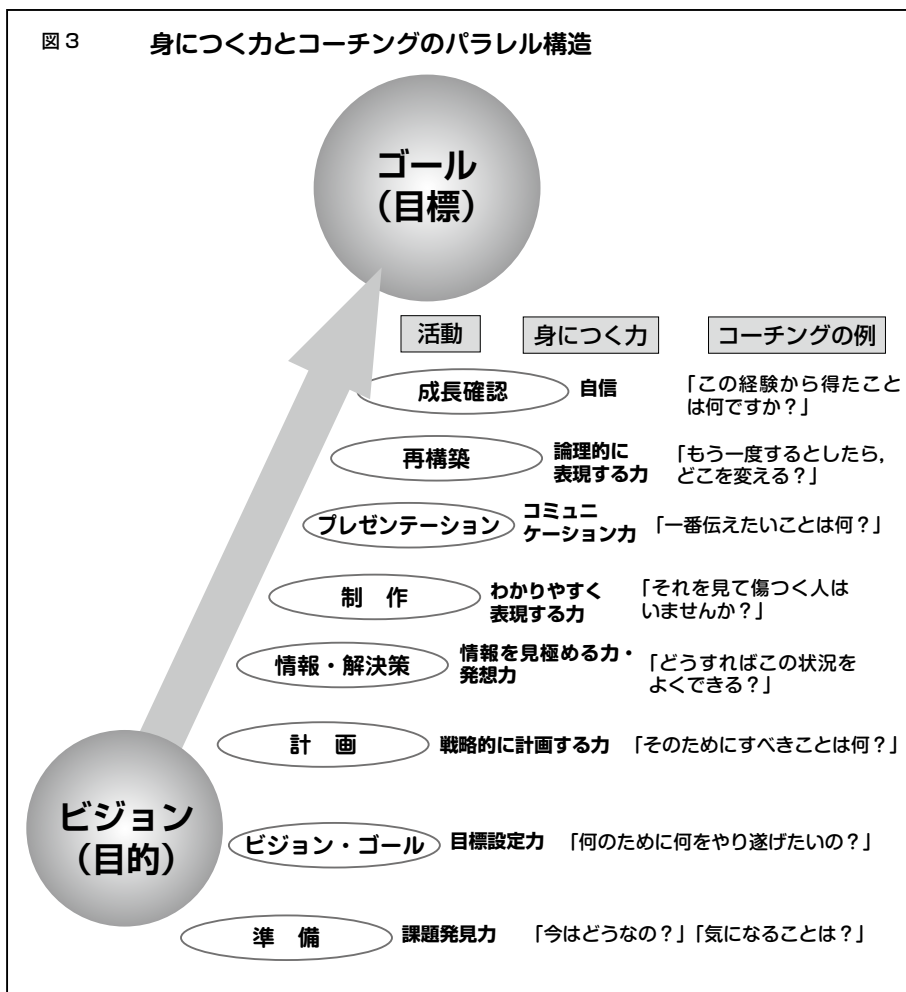 図3 身につく力とコーチングのパラレル構造
ゴール
（目標）
活動 身につく力 コーチングの例
成長確認 自信 「この経験から得たこと
は何ですか？」
再構築 論理的に
表現する力 「もう一度するとしたら，
どこを変える？」
プレゼンテーション コミュニ
ケーション力 「一番伝えたいことは何？」
制　作 わかりやすく
表現する力 「それを見て傷つく人は
いませんか？」
情報・解決策 情報を見極める力・
発想力 「どうすればこの状況を
よくできる？」
計　画 戦略的に計画する力 「そのためにすべきことは何？」
ビジョン
（目的）
ビジョン・ゴール 目標設定力 「何のために何をやり遂げたいの？」
準　備 課題発見力 「今はどうなの？」「気になることは？」